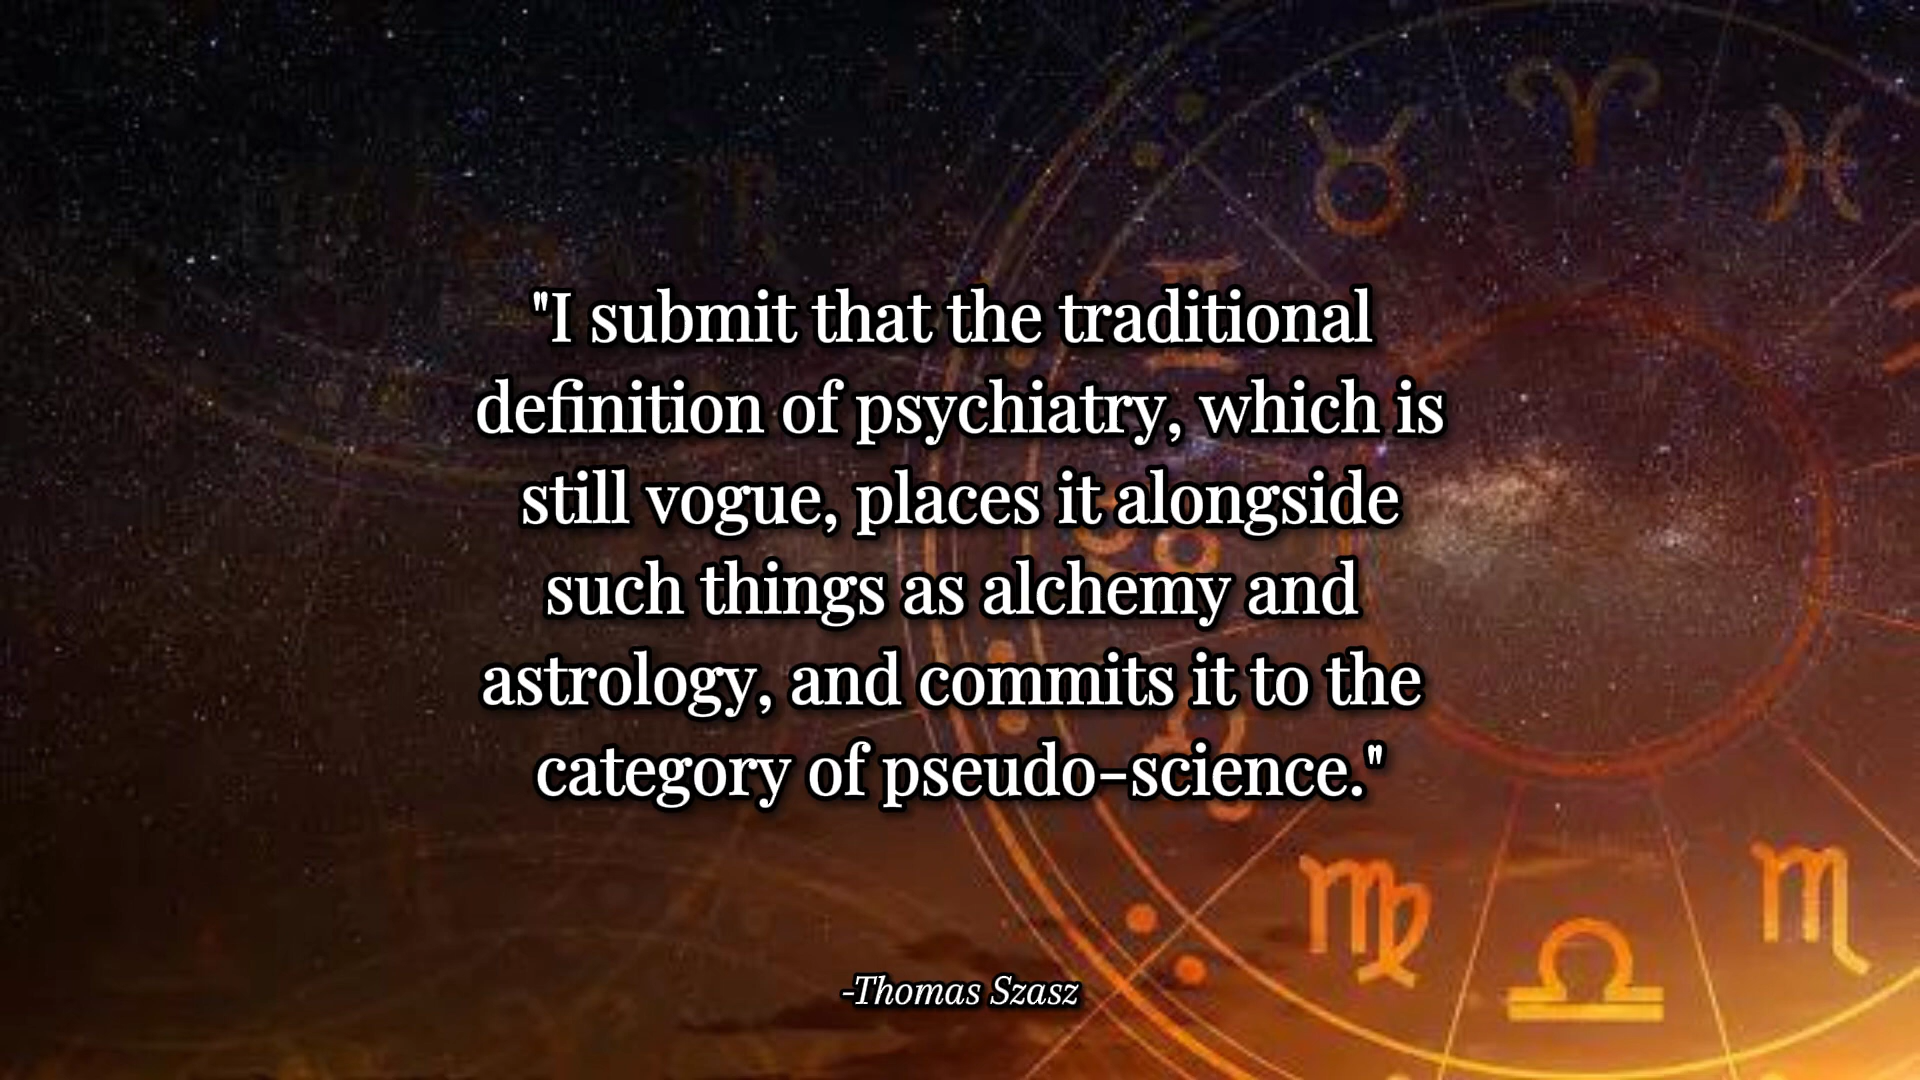 "I submit that the traditional
definition of psychiatry, which is
still vogue, places it alongside
such things as alchemy and
astrology, and commits it to the
category of pseudo-science."
-Thomas Szasz